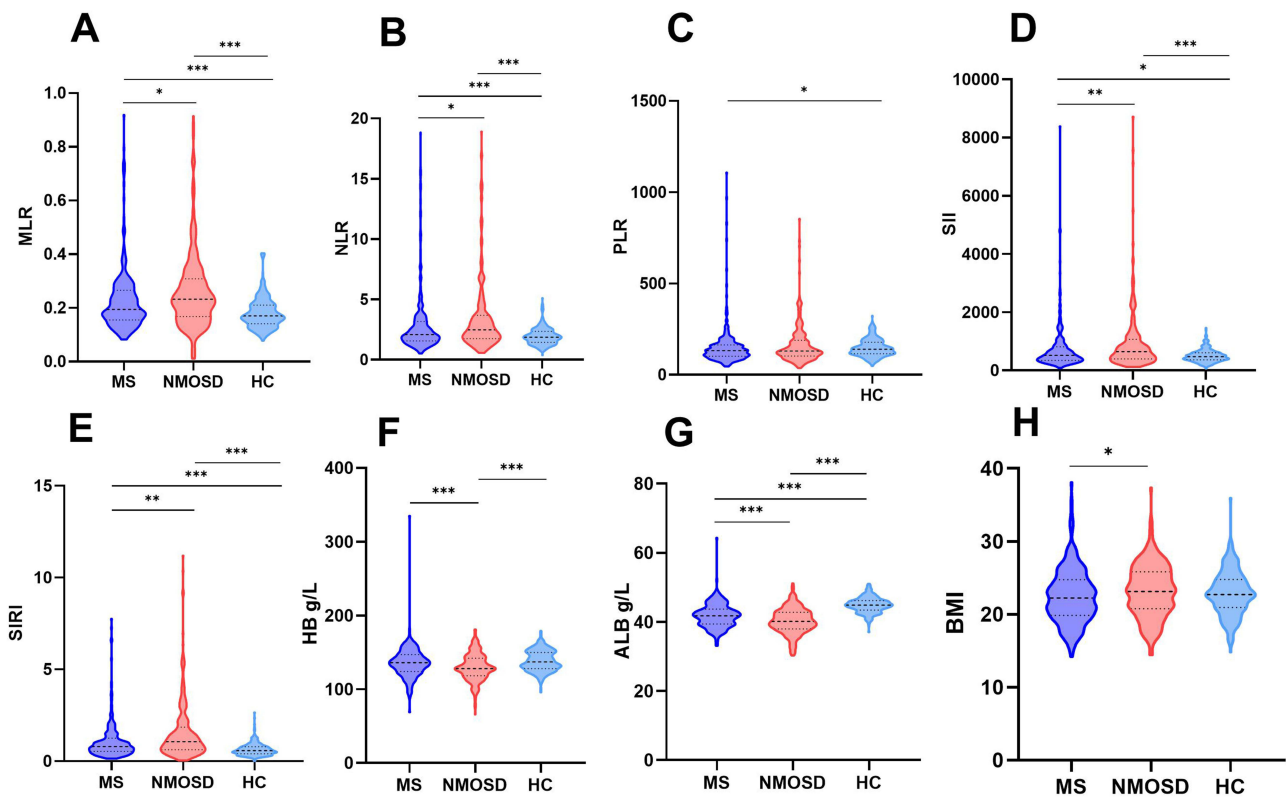 A
***
***
*
MLR
1.0
0.8
0.6
0.4
0.2
0.0
MS NMOSD HC
B
***
***
*
NLR
20
15
10
5
0
MS NMOSD HC
C
*
PLR
1500
1000
500
0
MS NMOSD HC
D
***
*
**
SII
10000
8000
6000
4000
2000
0
MS NMOSD HC
E
***
***
**
SIRI
15
10
5
0
MS NMOSD HC
F
***
***
HB g/L
400
300
200
100
0
MS NMOSD HC
G
***
***
***
ALB g/L
80
60
40
20
0
MS NMOSD HC
H
*
BMI
40
30
20
10
0
MS NMOSD HC